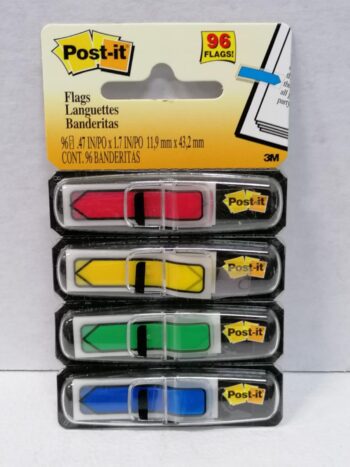 Post-it
96
FLAGS!
Flags
Languettes
Banderitas
96 .47 IN/PO x 1.7 IN/PO 11,9 mm x 43,2 mm
CONT. 96 BANDERITAS
3M
Post-it
Post-it
Post-it
Post-it